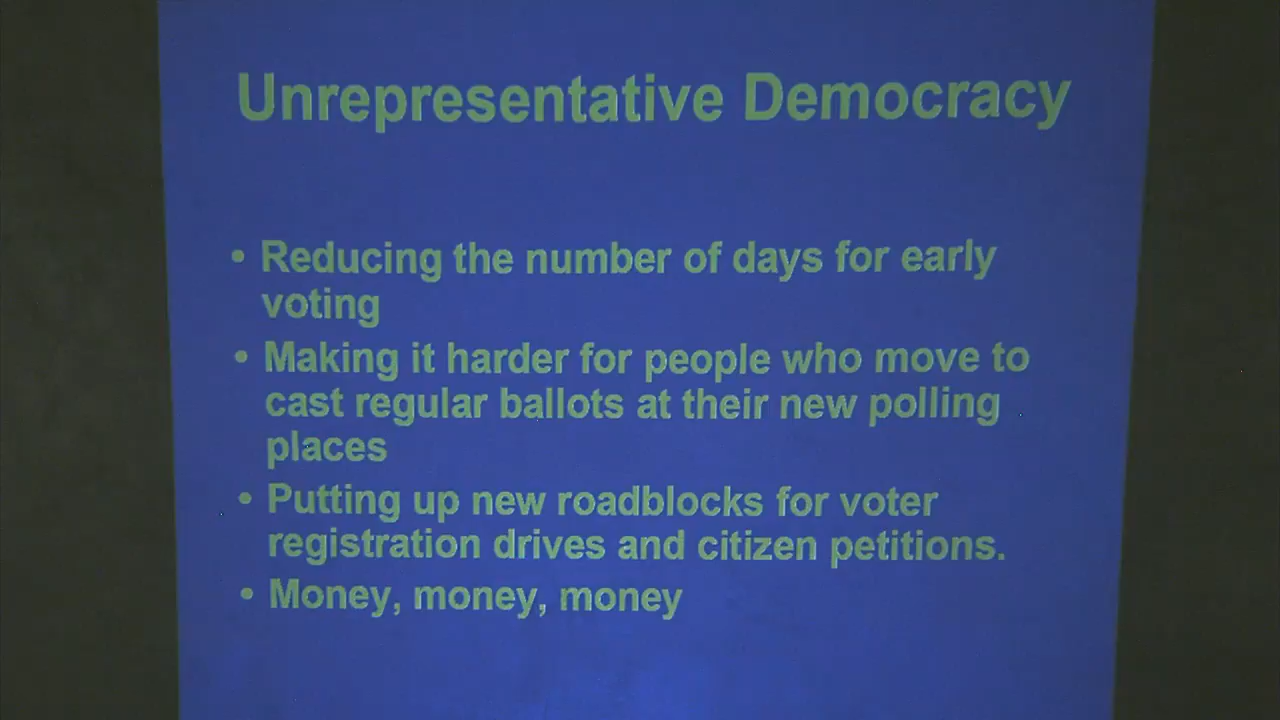 Unrepresentative Democracy
• Reducing the number of days for early
voting
• Making it harder for people who move to
cast regular ballots at their new polling
places
• Putting up new roadblocks for voter
registration drives and citizen petitions.
• Money, money, money